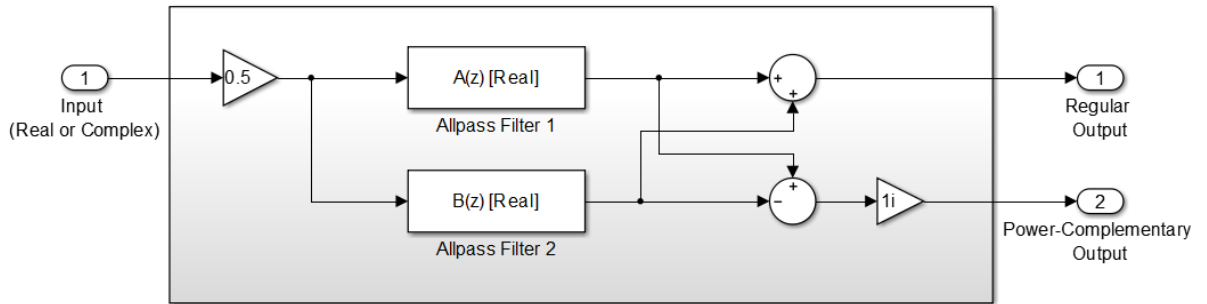 1
Input
(Real or Complex)
0.5
A(z) [Real]
Allpass Filter 1
B(z) [Real]
Allpass Filter 2
+
+
+
−
1i
1
Regular
Output
2
Power-Complementary
Output